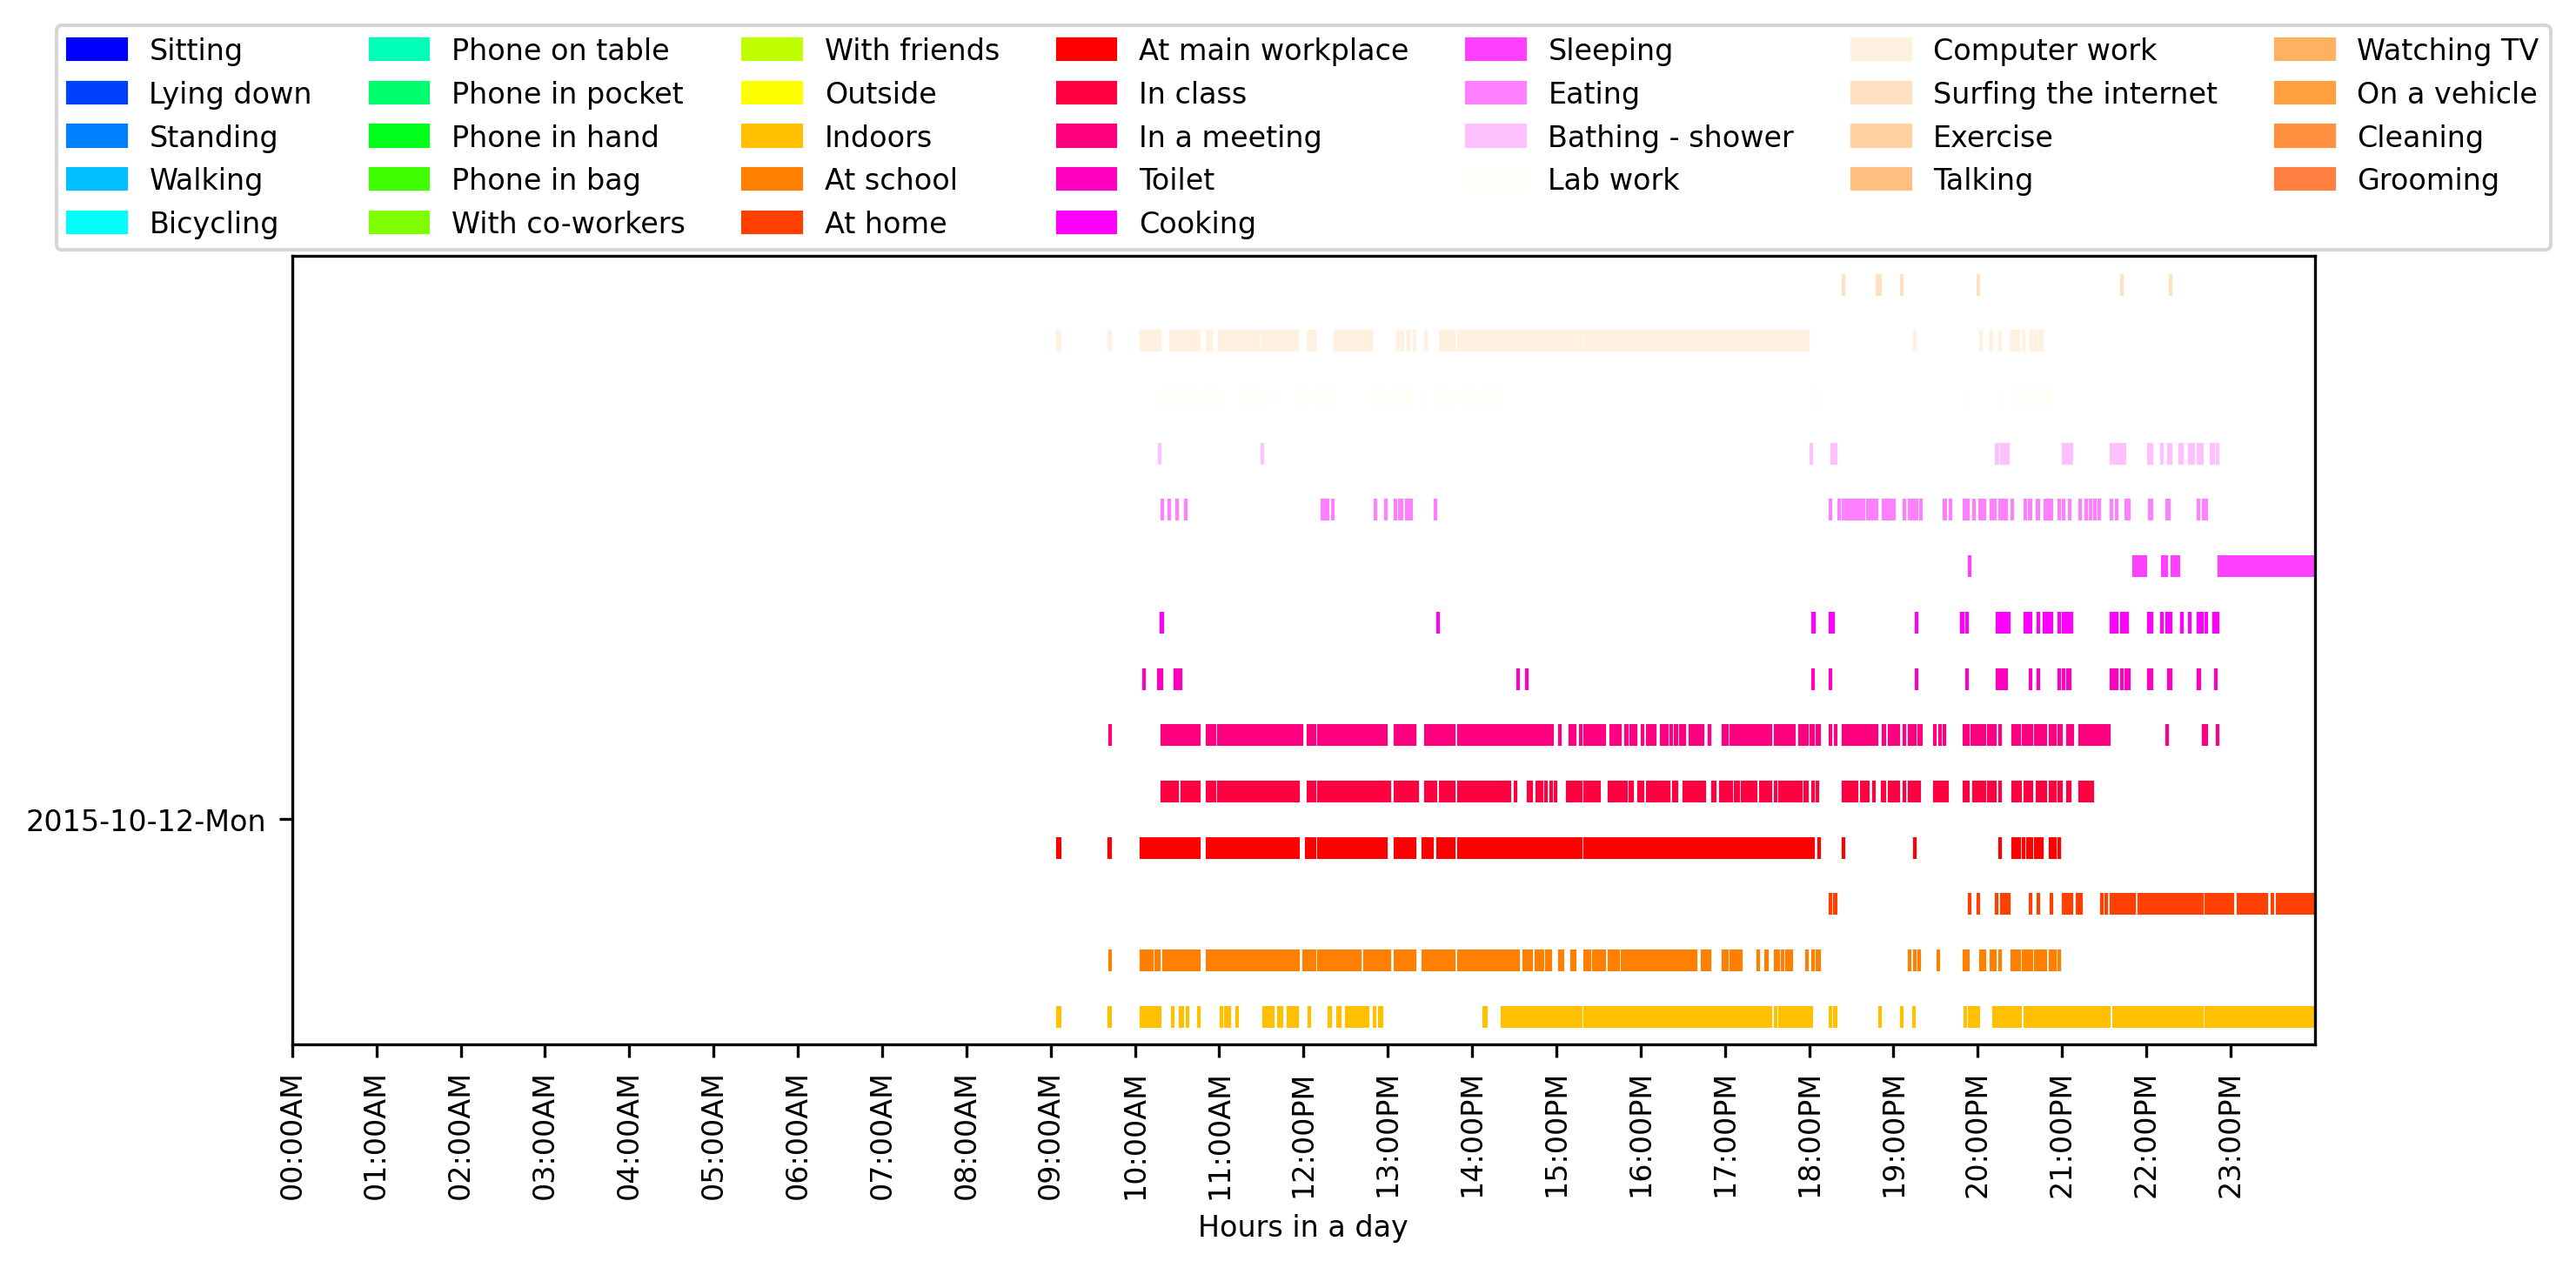 Sitting
Lying down
Standing
Walking
Bicycling
Phone on table
Phone in pocket
Phone in hand
Phone in bag
With co-workers
With friends
Outside
Indoors
At school
At home
At main workplace
In class
In a meeting
Toilet
Cooking
Sleeping
Eating
Bathing - shower
Lab work
Computer work
Surfing the internet
Exercise
Talking
Watching TV
On a vehicle
Cleaning
Grooming
2015-10-12-Mon
00:00AM
01:00AM
02:00AM
03:00AM
04:00AM
05:00AM
06:00AM
07:00AM
08:00AM
09:00AM
10:00AM
11:00AM
12:00PM
13:00PM
14:00PM
15:00PM
16:00PM
17:00PM
18:00PM
19:00PM
20:00PM
21:00PM
22:00PM
23:00PM
Hours in a day